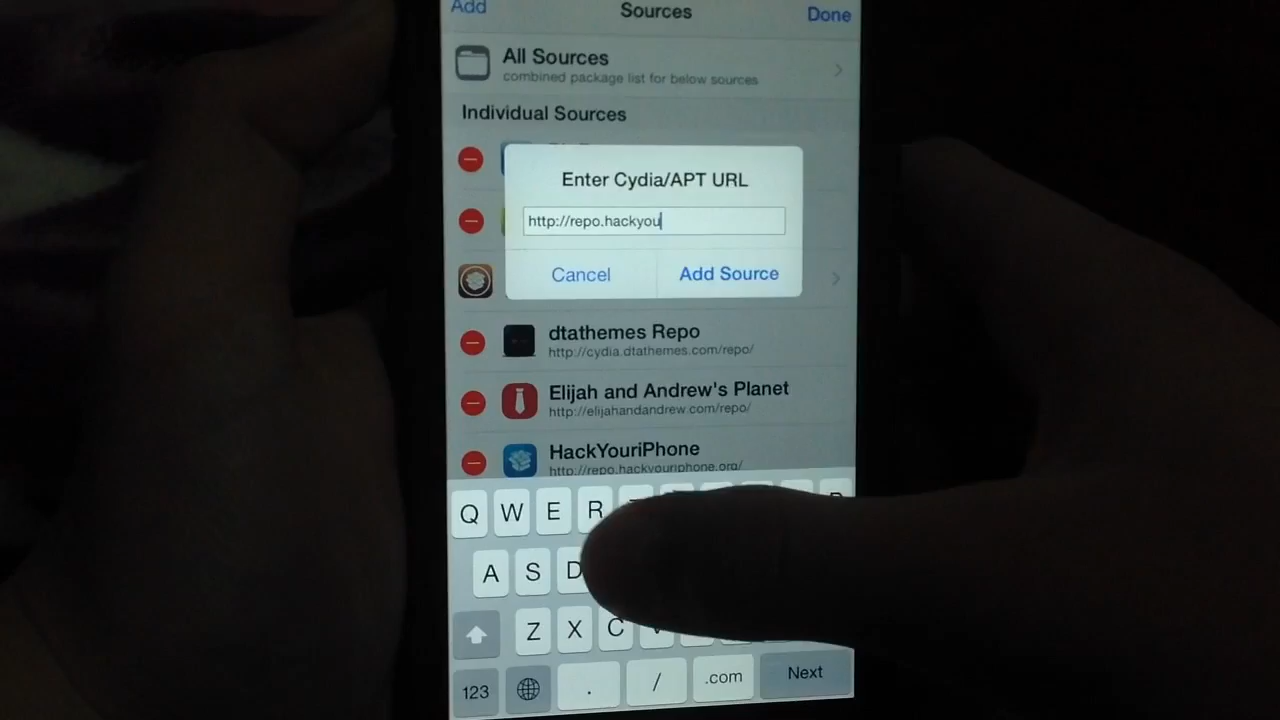 Add Sources Done
All Sources
combined package list for below sources
Individual Sources
Enter Cydia/APT URL
http://repo.hackyou
Cancel Add Source
dtathemes Repo
http://cydia.dtathemes.com/repo/
Elijah and Andrew's Planet
http://elijahandandrew.com/repo/
HackYouriPhone
http://repo.hackyouriphone.org/
Q W E R
A S D
Z X C
123 . / .com Next